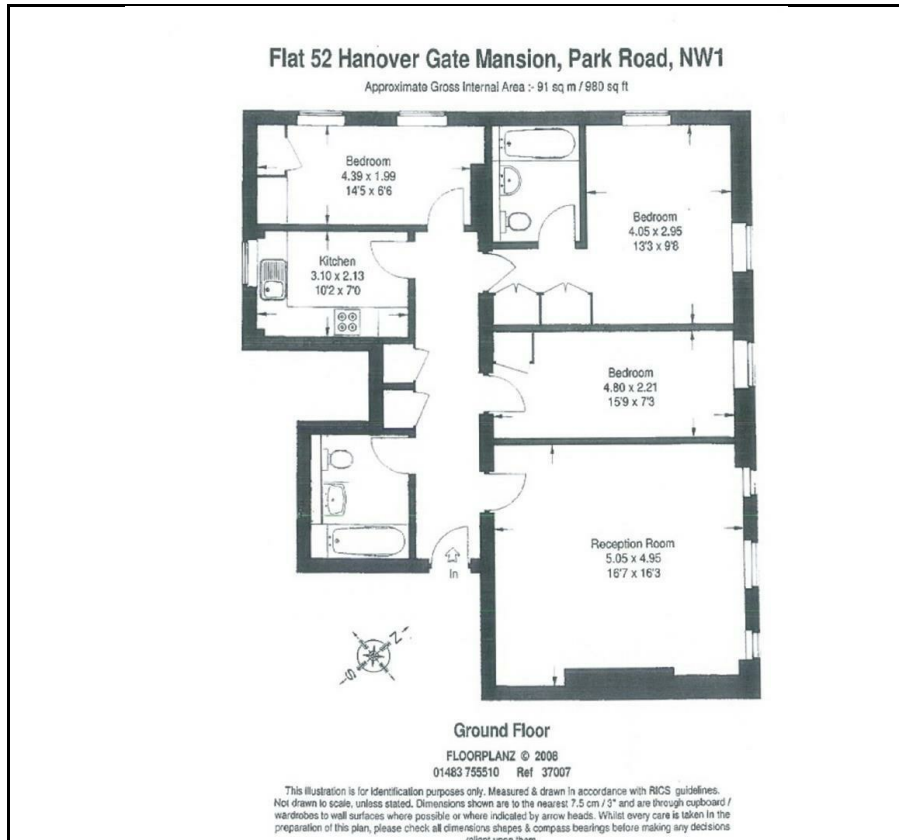 Flat 52 Hanover Gate Mansion, Park Road, NW1
Approximate Gross Internal Area :- 91 sq m / 980 sq ft
Bedroom
4.39 x 1.99
14'5 x 6'6
Bedroom
4.05 x 2.95
13'3 x 9'8
Kitchen
3.10 x 2.13
10'2 x 7'0
Bedroom
4.80 x 2.21
15'9 x 7'3
Reception Room
5.05 x 4.95
16'7 x 16'3
In
N
S
Ground Floor
FLOORPLANZ © 2008
01483 755510 Ref 37007
This illustration is for identification purposes only. Measured & drawn in accordance with RICS guidelines.
Not drawn to scale, unless stated. Dimensions shown are to the nearest 7.5 cm / 3" and are through cupboard /
wardrobes to wall surfaces where possible or where indicated by arrow heads. Whilst every care is taken in the
preparation of this plan, please check all dimensions shapes & compass bearings before making any decisions
reliant upon them.